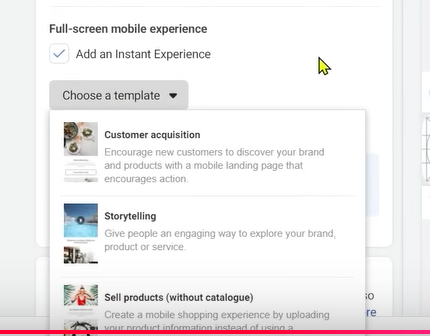 Full-screen mobile experience
Add an Instant Experience
Choose a template
Customer acquisition
Encourage new customers to discover your brand
and products with a mobile landing page that
encourages action.
Storytelling
Give people an engaging way to explore your brand,
product or service.
Sell products (without catalogue)
so
Create a mobile shopping experience by uploading
re
your product information instead of using a